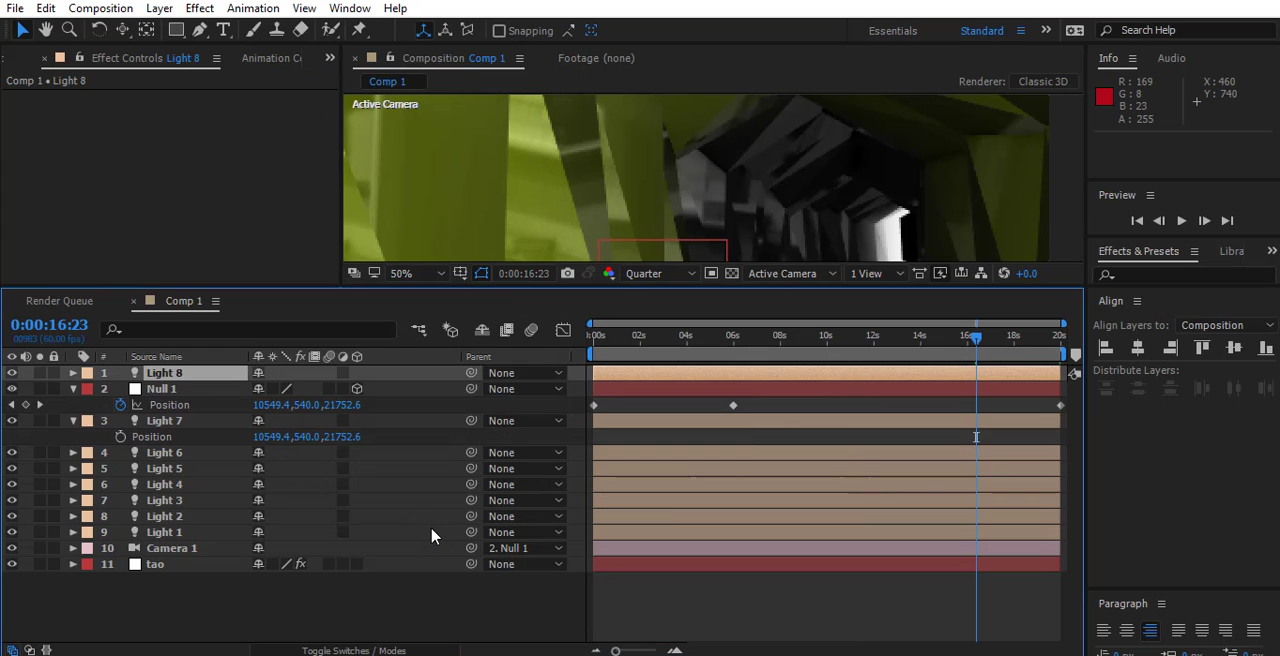 File Edit Composition Layer Effect Animation View Window Help
Snapping Essentials Standard Search Help
Effect Controls Light 8 Animation Co Composition Comp 1 Footage (none) Info Audio
Comp 1 • Light 8 Comp 1 Renderer: Classic 3D
Active Camera
R : 169 X : 460
G : 8 Y : 740
B : 23
A : 255
Preview
Effects & Presets Libra
50% 0:00:16:23 Quarter Active Camera 1 View +0.0
Render Queue Comp 1
Align
0:00:16:23
00983 (60.00 fps)
Align Layers to: Composition
:00s 02s 04s 06s 08s 10s 12s 14s 16s 18s 20s
# Source Name Parent
Distribute Layers:
1 Light 8 None
2 Null 1 None
Position 10549.4,540.0,21752.6
3 Light 7 None
Position 10549.4,540.0,21752.6
4 Light 6 None
5 Light 5 None
6 Light 4 None
7 Light 3 None
8 Light 2 None
9 Light 1 None
10 Camera 1 2. Null 1
11 tao None
Paragraph
Toggle Switches / Modes